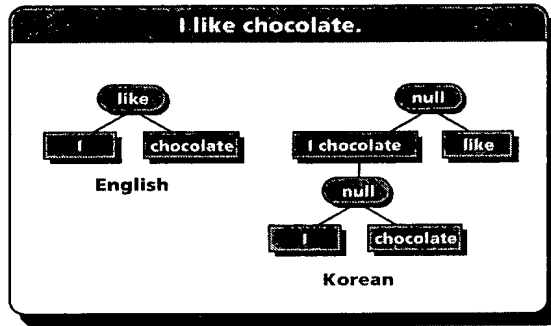 I like chocolate.
like
I
chocolate
English
null
I chocolate
like
null
I
chocolate
Korean